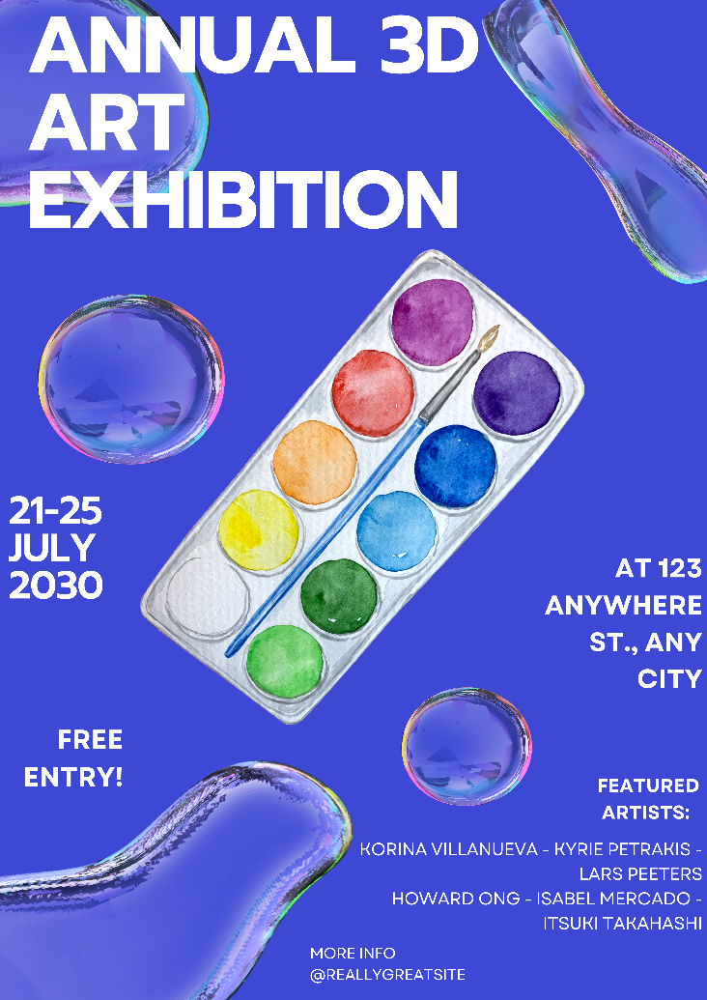 ANNUAL 3D
ART
EXHIBITION
21-25
JULY
2030
AT 123
ANYWHERE
ST., ANY
CITY
FREE
ENTRY!
FEATURED
ARTISTS:
KORINA VILLANUEVA - KYRIE PETRAKIS -
LARS PEETERS
HOWARD ONG - ISABEL MERCADO -
ITSUKI TAKAHASHI
MORE INFO
@REALLYGREATSITE